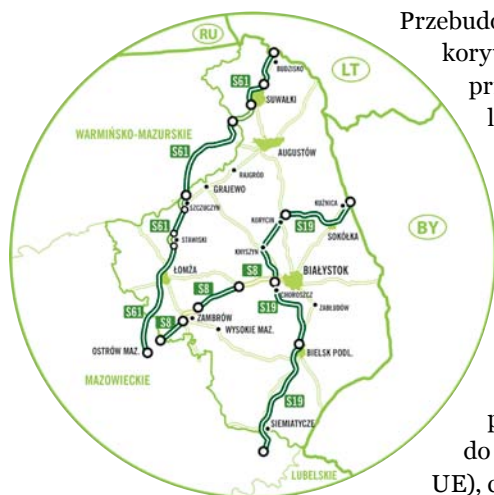 Przebudo
kory
pr
l
RU
BUDZISKO
LT
S61
SUWAŁKI
WARMIŃSKO-MAZURSKIE
S61
AUGUSTÓW
RAJGRÓD
GRAJEWO
SZCZUCZYN
KUŹNICA
KORYCIN
S19
BY
S61
STAWISKI
SOKÓŁKA
KNYSZYN
ŁOMŻA
S8
BIAŁYSTOK
CHOROSZCZ
S61
S8
S19
ZABŁUDÓW
S8
ZAMBRÓW
WYSOKIE MAZ.
OSTRÓW MAZ.
BIELSK PODL.
MAZOWIECKIE
S19
SIEMIATYCZE
p
do
LUBELSKIE
UE),